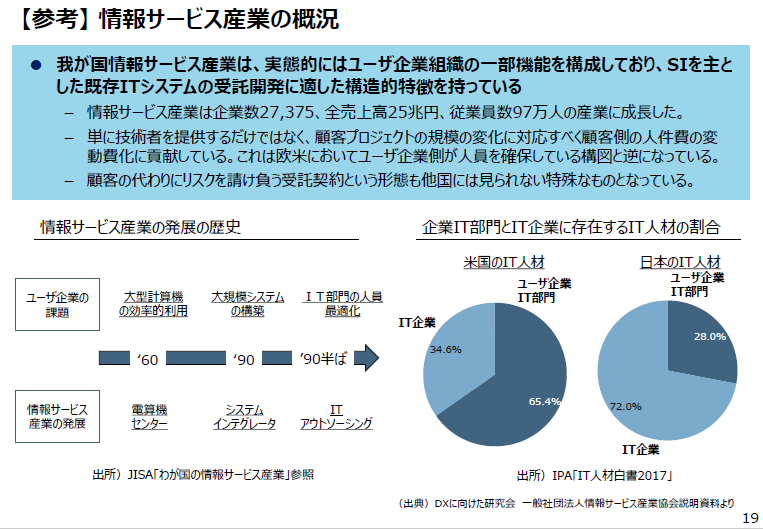 【参考】 情報サービス産業の概況
● 我が国情報サービス産業は、実態的にはユーザ企業組織の一部機能を構成しており、SIを主と
した既存ITシステムの受託開発に適した構造的特徴を持っている
– 情報サービス産業は企業数27,375、全売上高25兆円、従業員数97万人の産業に成長した。
– 単に技術者を提供するだけではなく、顧客プロジェクトの規模の変化に対応すべく顧客側の人件費の変
動費化に貢献している。これは欧米においてユーザ企業側が人員を確保している構図と逆になっている。
– 顧客の代わりにリスクを請け負う受託契約という形態も他国には見られない特殊なものとなっている。
情報サービス産業の発展の歴史
ユーザ企業の
課題
大型計算機
の効率的利用
大規模システム
の構築
ＩＴ部門の人員
最適化
‘60
‘90
’90半ば
情報サービス
産業の発展
電算機
センター
システム
インテグレータ
IT
アウトソーシング
出所）JISA「わが国の情報サービス産業」参照
企業IT部門とIT企業に存在するIT人材の割合
米国のIT人材
ユーザ企業
IT部門
IT企業
34.6%
65.4%
日本のIT人材
ユーザ企業
IT部門
28.0%
72.0%
IT企業
出所）IPA「IT人材白書2017」
（出典）DXに向けた研究会 一般社団法人情報サービス産業協会説明資料より
19